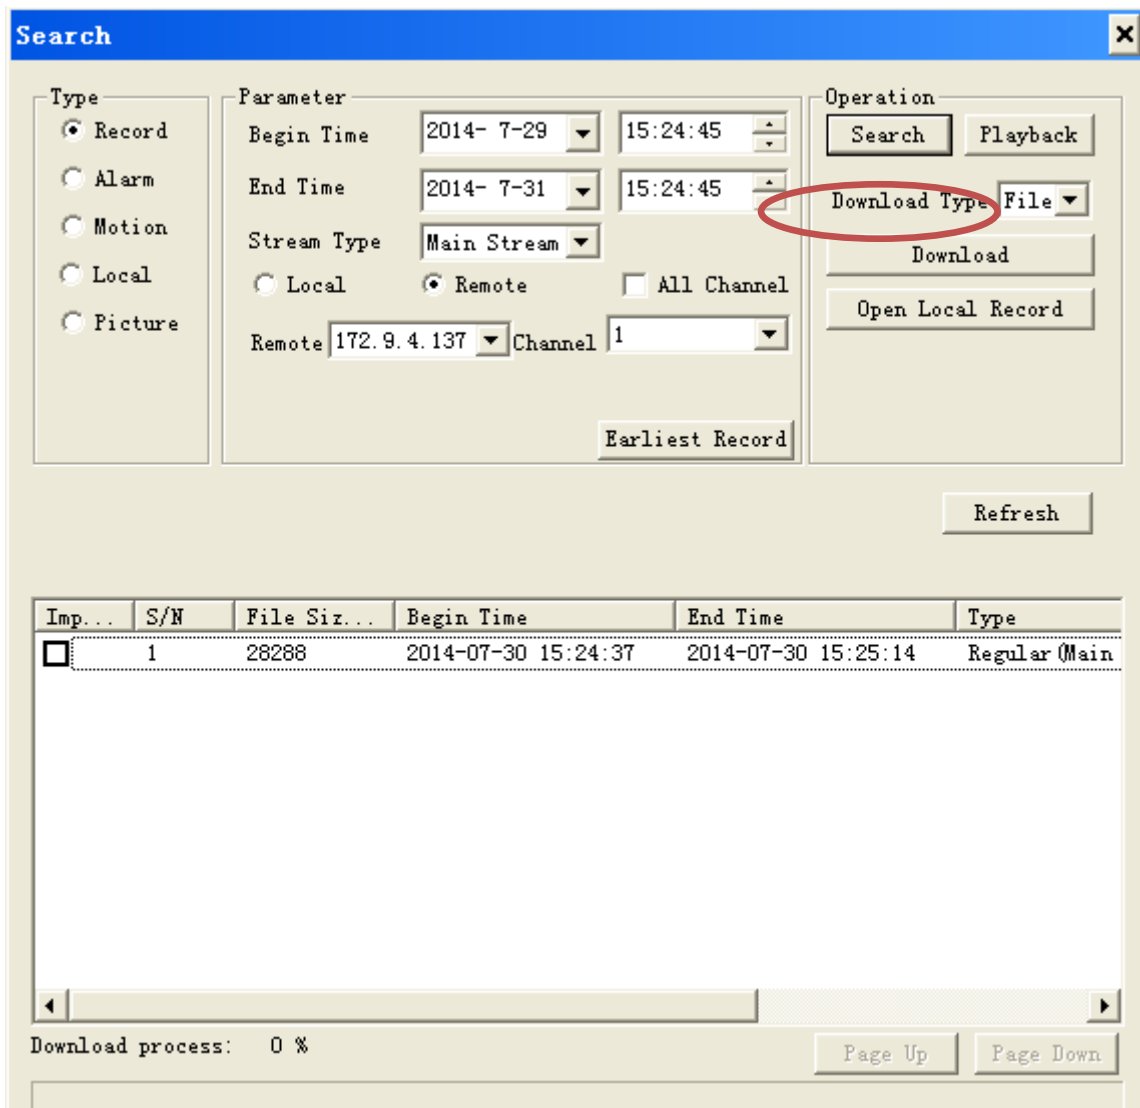 Search
Type
Record
Alarm
Motion
Local
Picture
Parameter
Begin Time 2014- 7-29 15:24:45
End Time 2014- 7-31 15:24:45
Stream Type Main Stream
Local Remote All Channel
Remote 172.9.4.137 Channel 1
Earliest Record
Operation
Search Playback
Download Type File
Download
Open Local Record
Refresh
Imp... S/N File Siz... Begin Time End Time Type
1 28288 2014-07-30 15:24:37 2014-07-30 15:25:14 Regular(Main
Download process: 0 %
Page Up Page Down